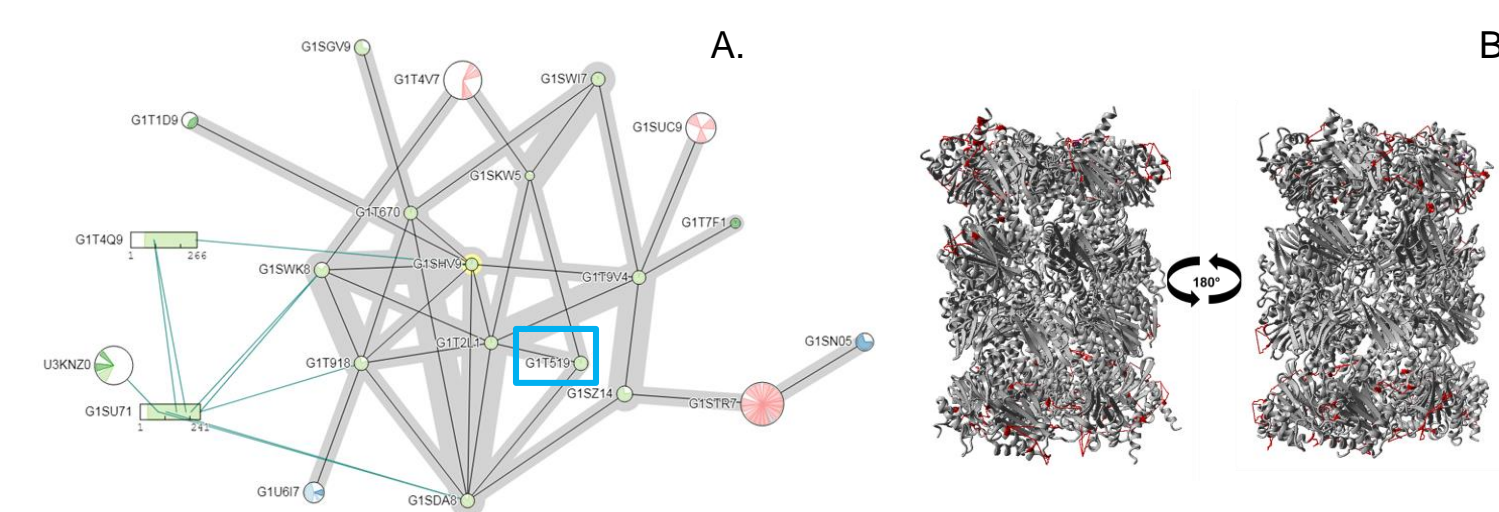 A.
B
G1SGV9
G1T4V7
G1SWI7
G1T1D9
G1SUC9
G1SKW5
G1T670
G1T7F1
G1T4Q9
1 266
G1SWK8
G1SHV9
G1T9V4
180°
G1T2L1
G1T918
G1T519
G1SN05
U3KNZ0
G1SZ14
G1STR7
G1SU71
1 241
G1U6I7
G1SDA8